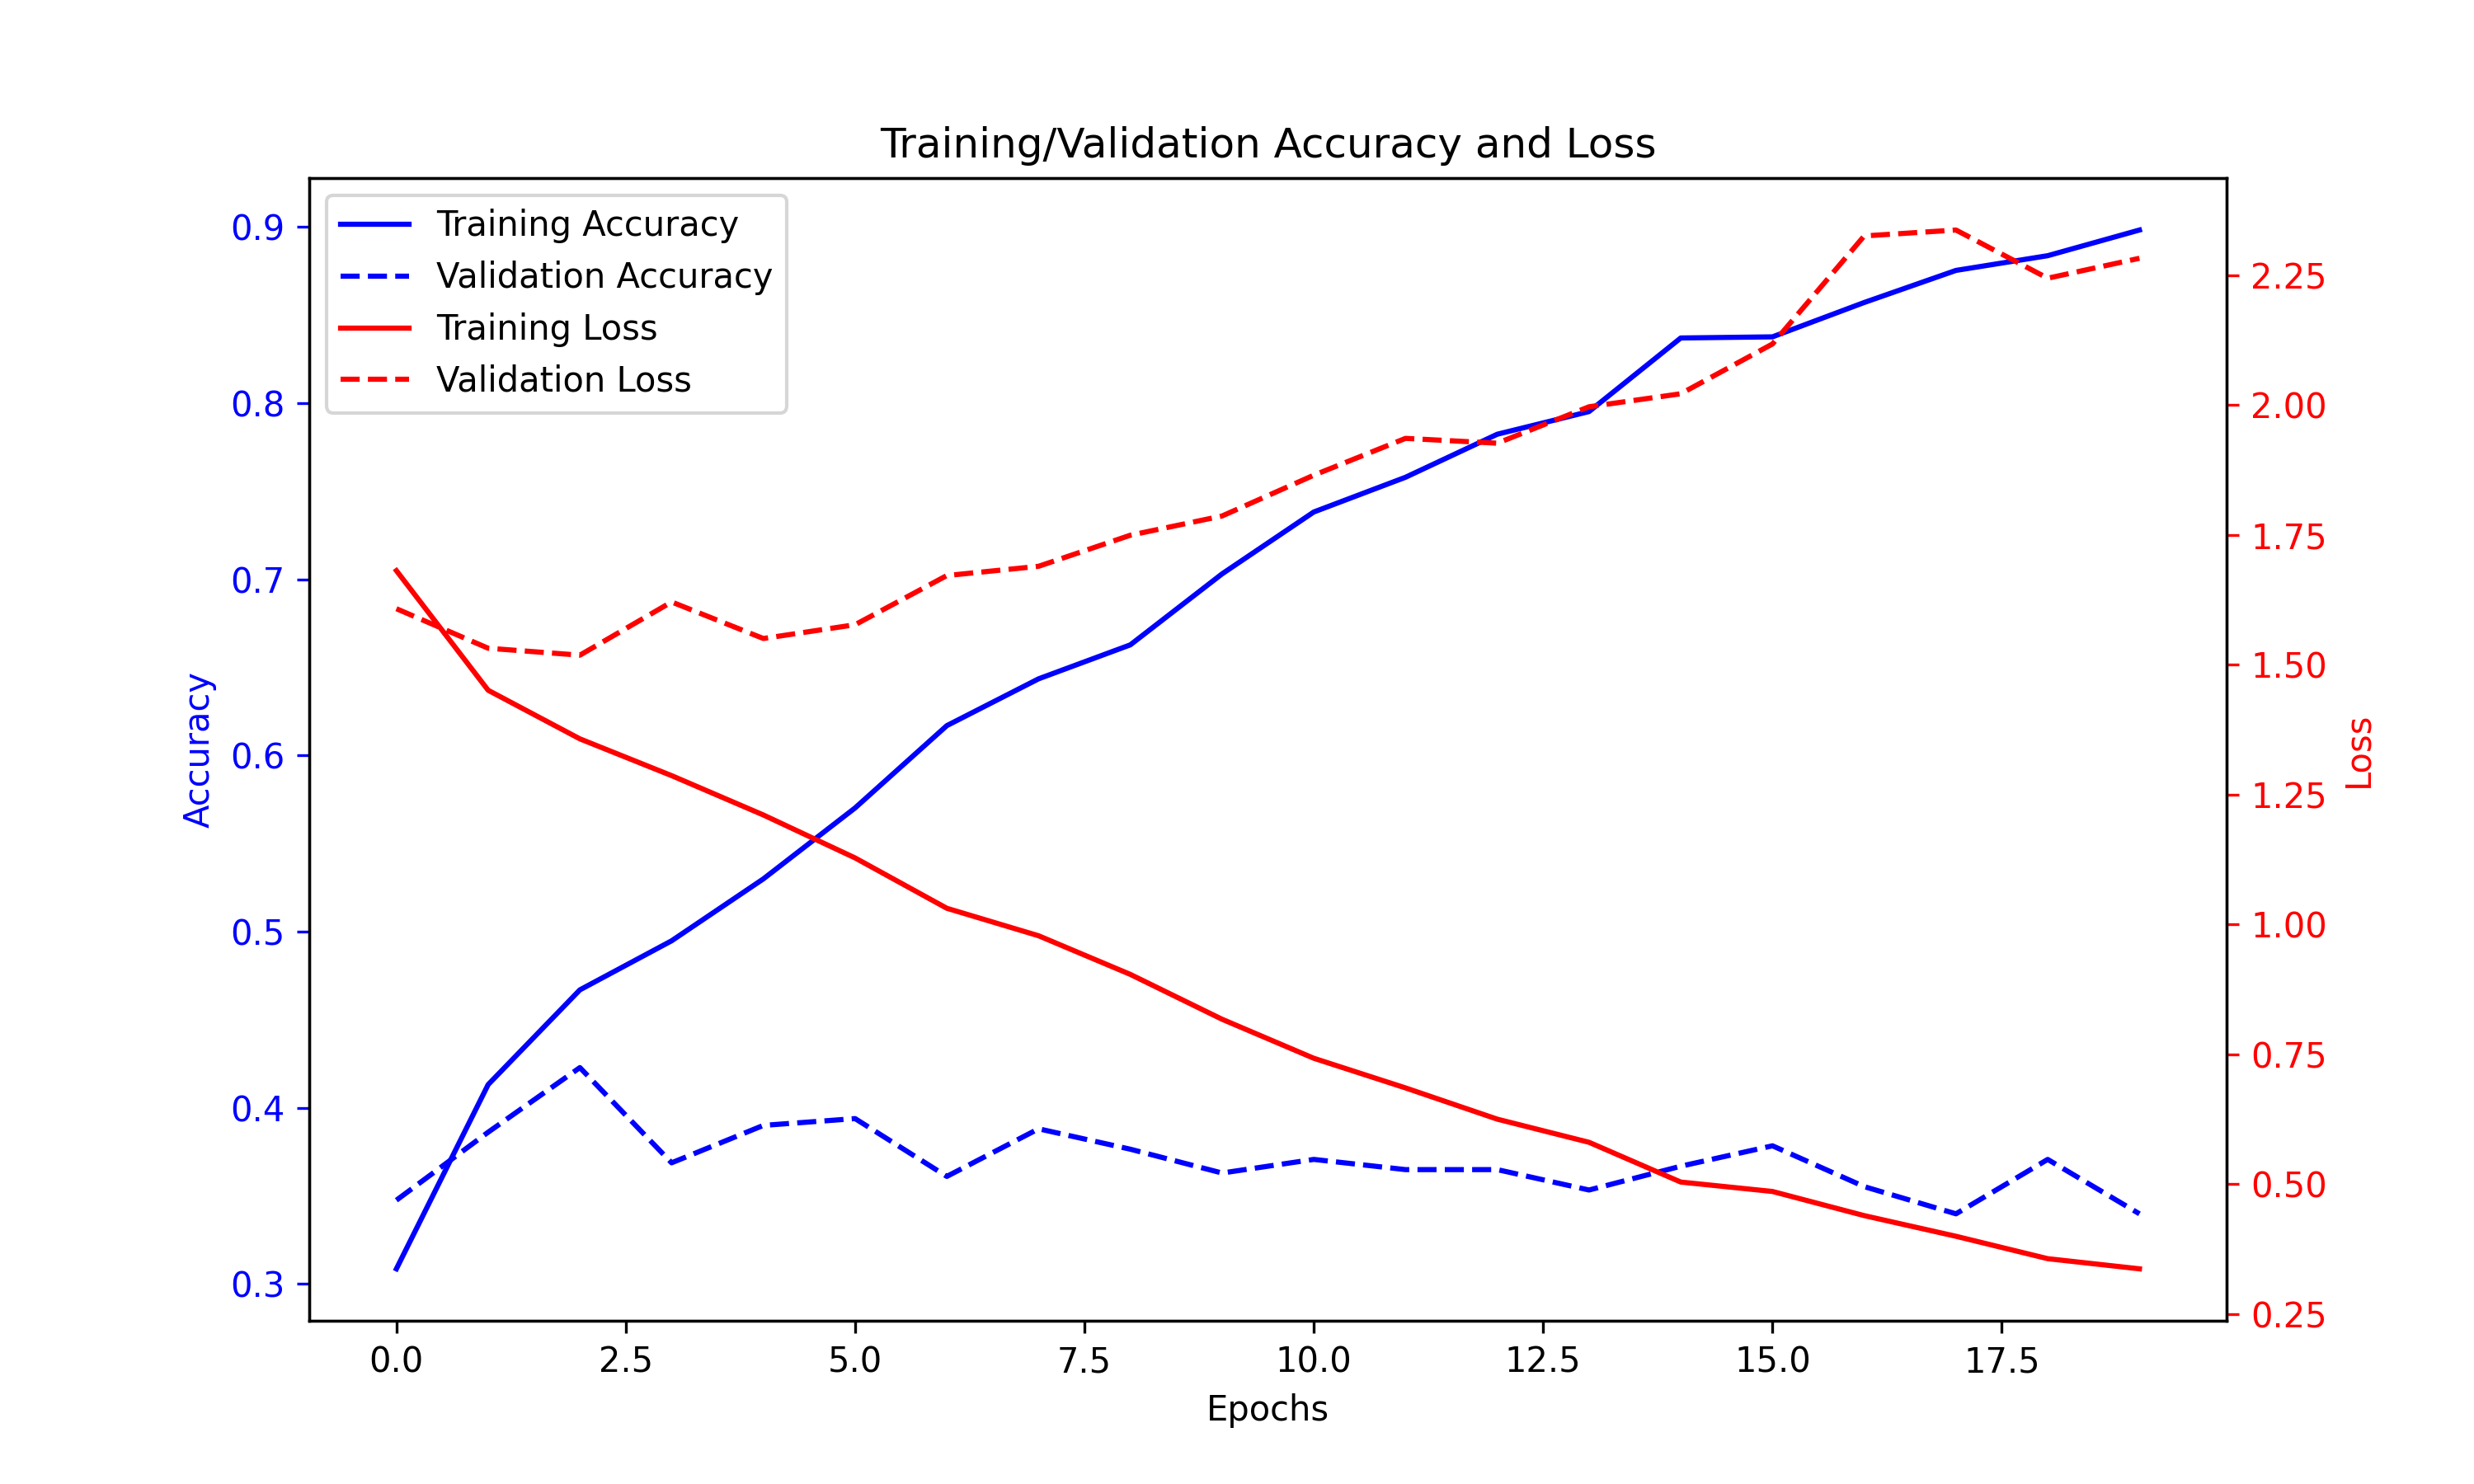 Training/Validation Accuracy and Loss
Training Accuracy
Validation Accuracy
Training Loss
Validation Loss
0.9
0.8
0.7
0.6
0.5
0.4
0.3
Accuracy
2.25
2.00
1.75
1.50
1.25
1.00
0.75
0.50
0.25
Loss
0.0 2.5 5.0 7.5 10.0 12.5 15.0 17.5
Epochs